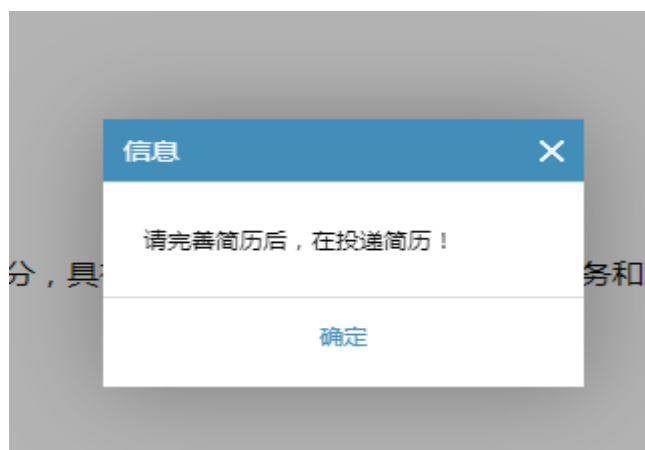 信息
请完善简历后，在投递简历！
分，具
务和
确定